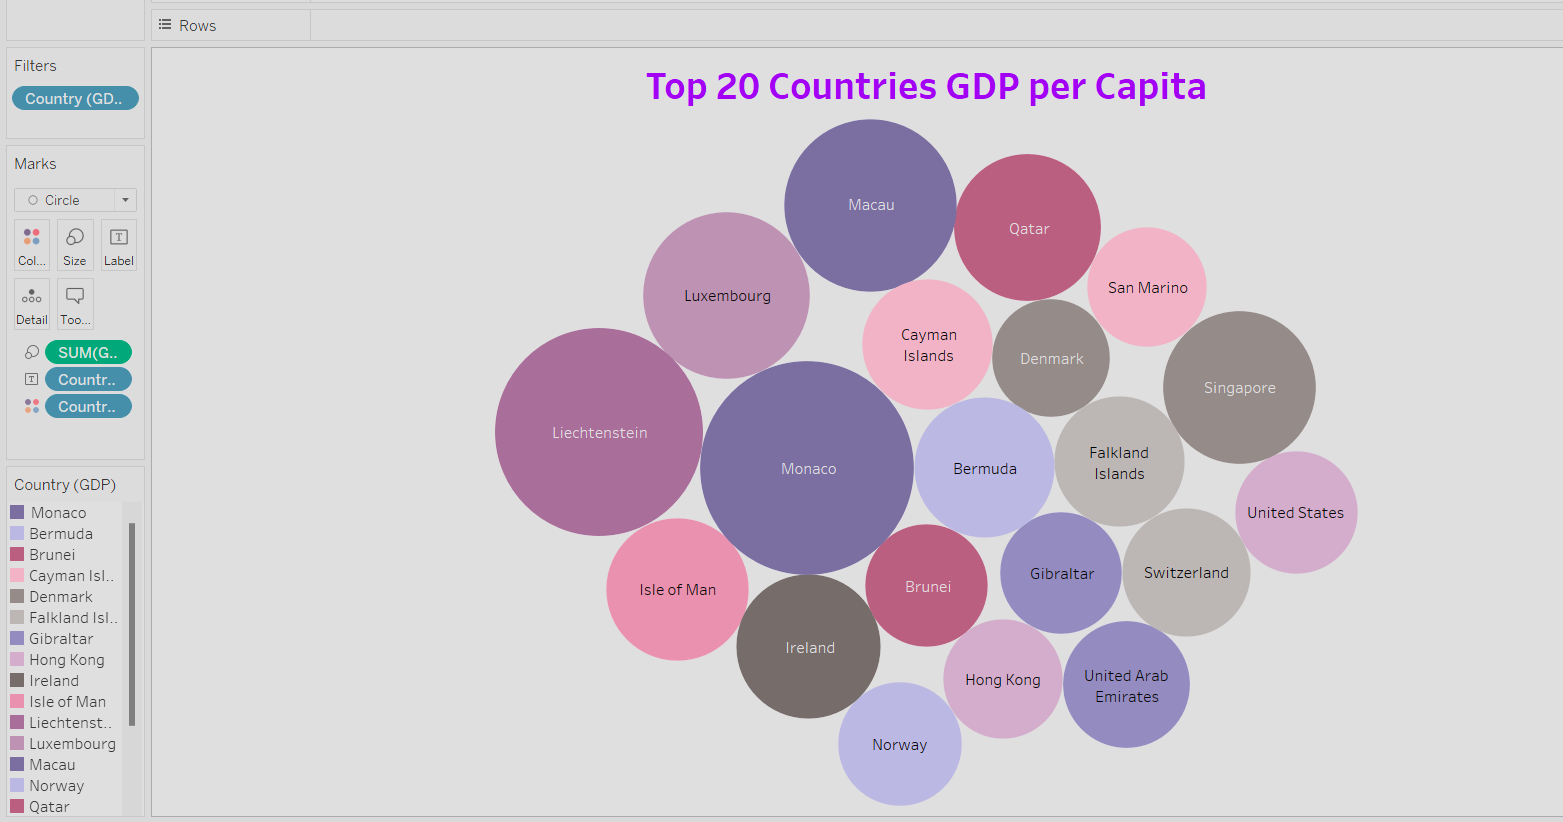 Rows
Filters
Country (GD..
Marks
Circle
Col...
Size
Label
Detail
Too...
SUM(G..
Countr..
Countr..
Country (GDP)
Monaco
Bermuda
Brunei
Cayman Isl..
Denmark
Falkland Isl..
Gibraltar
Hong Kong
Ireland
Isle of Man
Liechtenst..
Luxembourg
Macau
Norway
Qatar
Top 20 Countries GDP per Capita
Macau
Qatar
San Marino
Luxembourg
Cayman
Islands
Denmark
Singapore
Liechtenstein
Monaco
Bermuda
Falkland
Islands
United States
Isle of Man
Brunei
Gibraltar
Switzerland
Ireland
Hong Kong
United Arab
Emirates
Norway